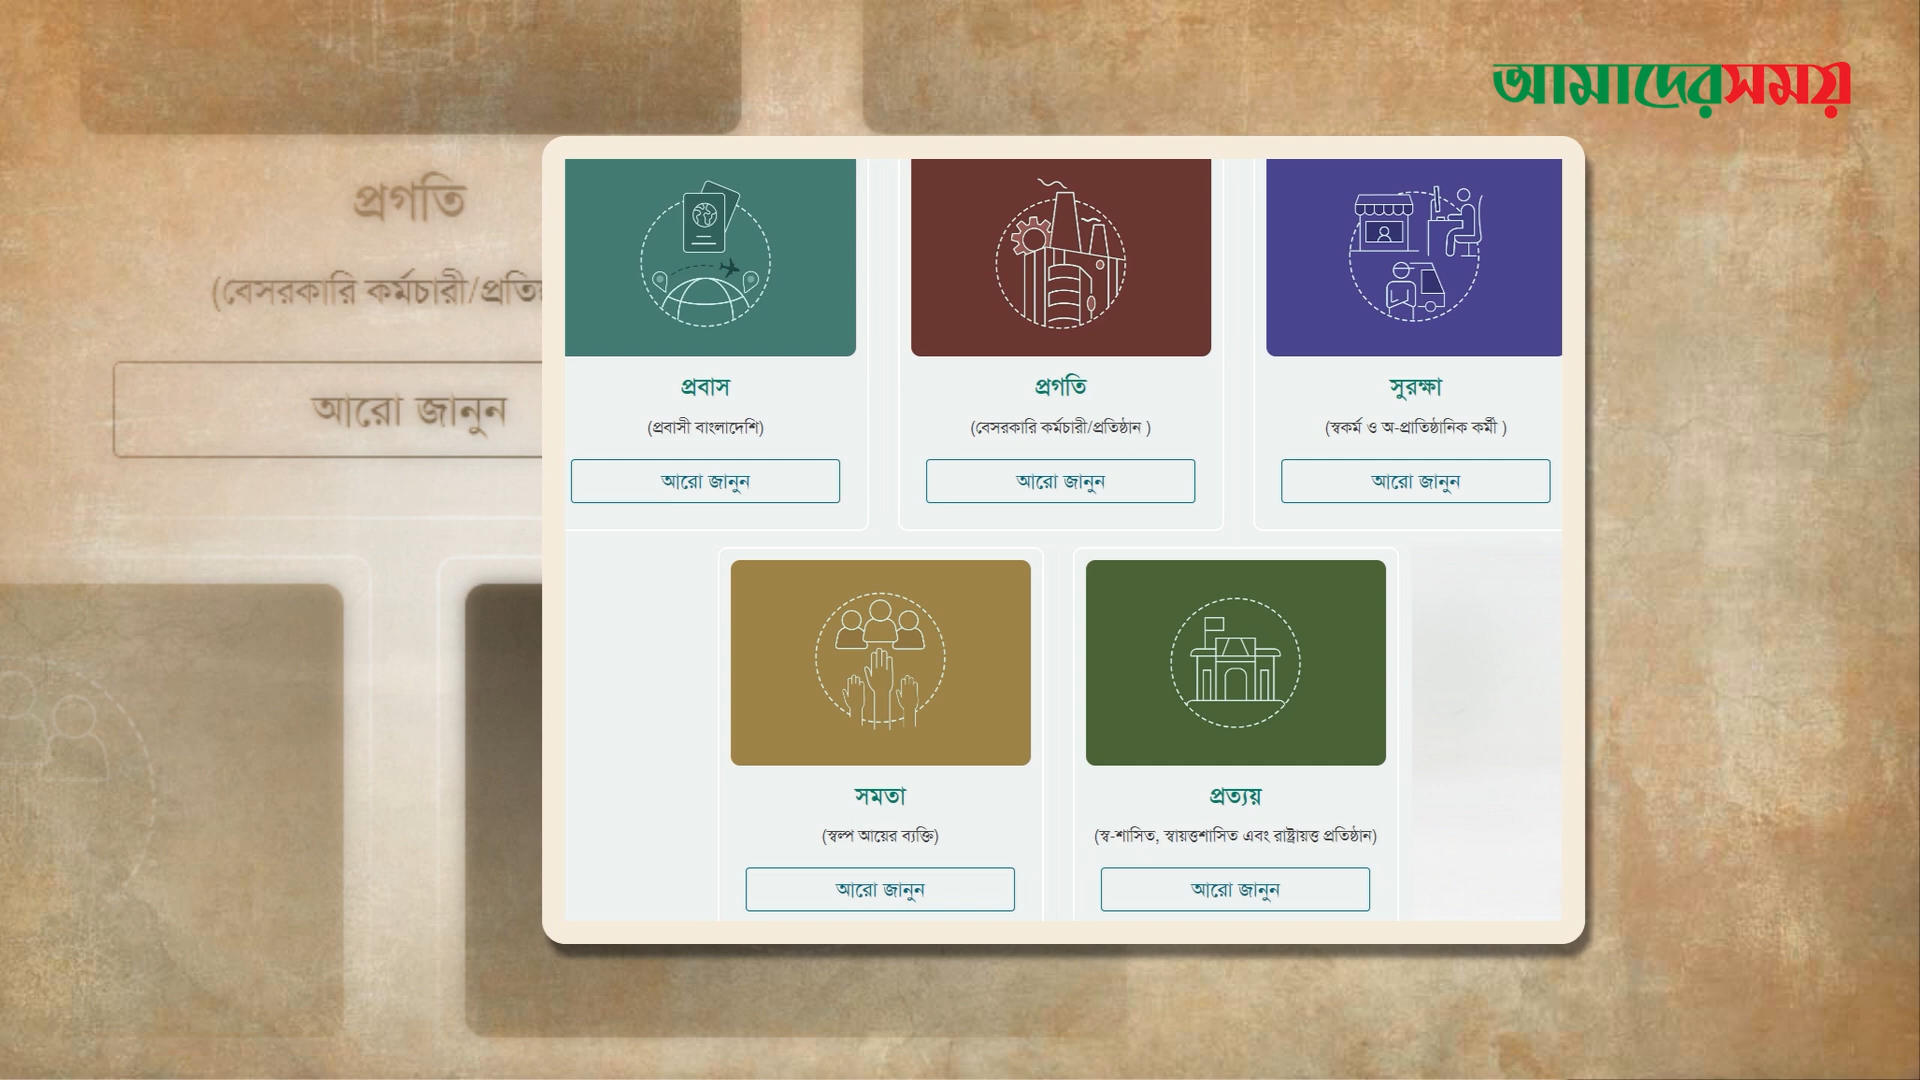 আমাদেরসময়
প্রগতি
(বেসরকারি কর্মচারী/প্রতি
আরো জানুন
প্রবাস
(প্রবাসী বাংলাদেশি)
আরো জানুন
প্রগতি
(বেসরকারি কর্মচারী/প্রতিষ্ঠান )
আরো জানুন
সুরক্ষা
(স্বকর্ম ও অ-প্রাতিষ্ঠানিক কর্মী )
আরো জানুন
সমতা
(স্বল্প আয়ের ব্যক্তি)
আরো জানুন
প্রত্যয়
(স্ব-শাসিত, স্বায়ত্তশাসিত এবং রাষ্ট্রায়ত্ত প্রতিষ্ঠান)
আরো জানুন